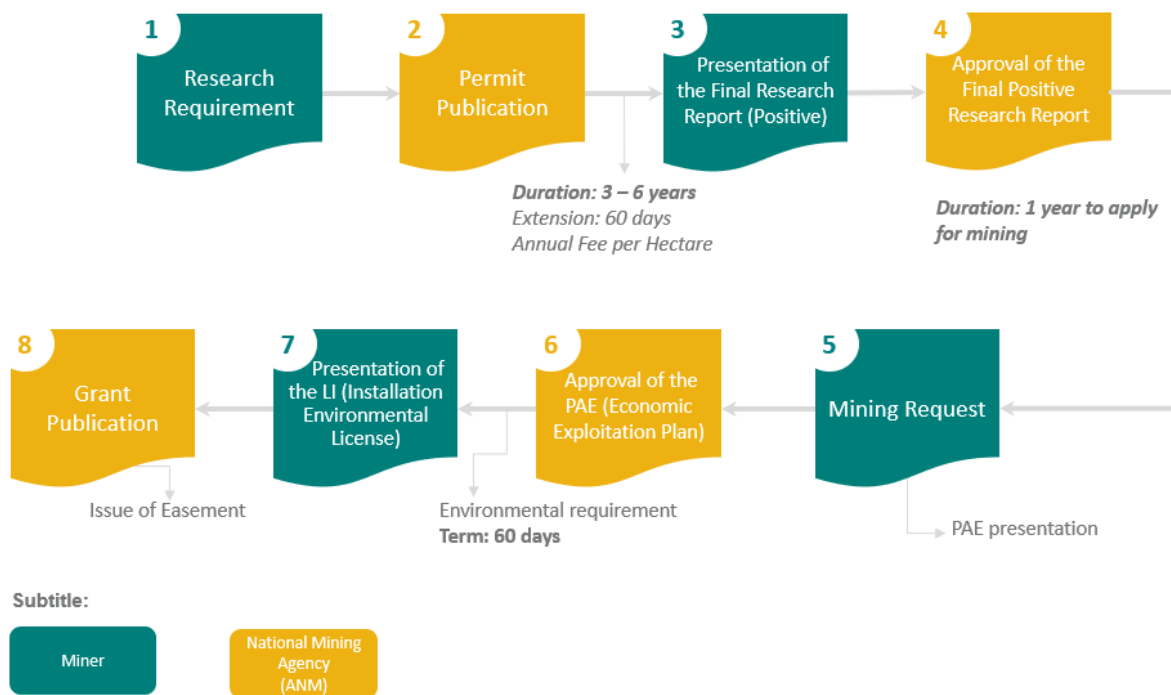 1
Research
Requirement
2
Permit
Publication
3
Presentation of
the Final Research
Report (Positive)
4
Approval of the
Final Positive
Research Report
Duration: 3 – 6 years
Extension: 60 days
Annual Fee per Hectare
Duration: 1 year to apply
for mining
8
Grant
Publication
7
Presentation of
the LI (Installation
Environmental
License)
6
Approval of the
PAE (Economic
Exploitation Plan)
5
Mining Request
Issue of Easement
Environmental requirement
Term: 60 days
PAE presentation
Subtitle:
Miner
National Mining
Agency
(ANM)